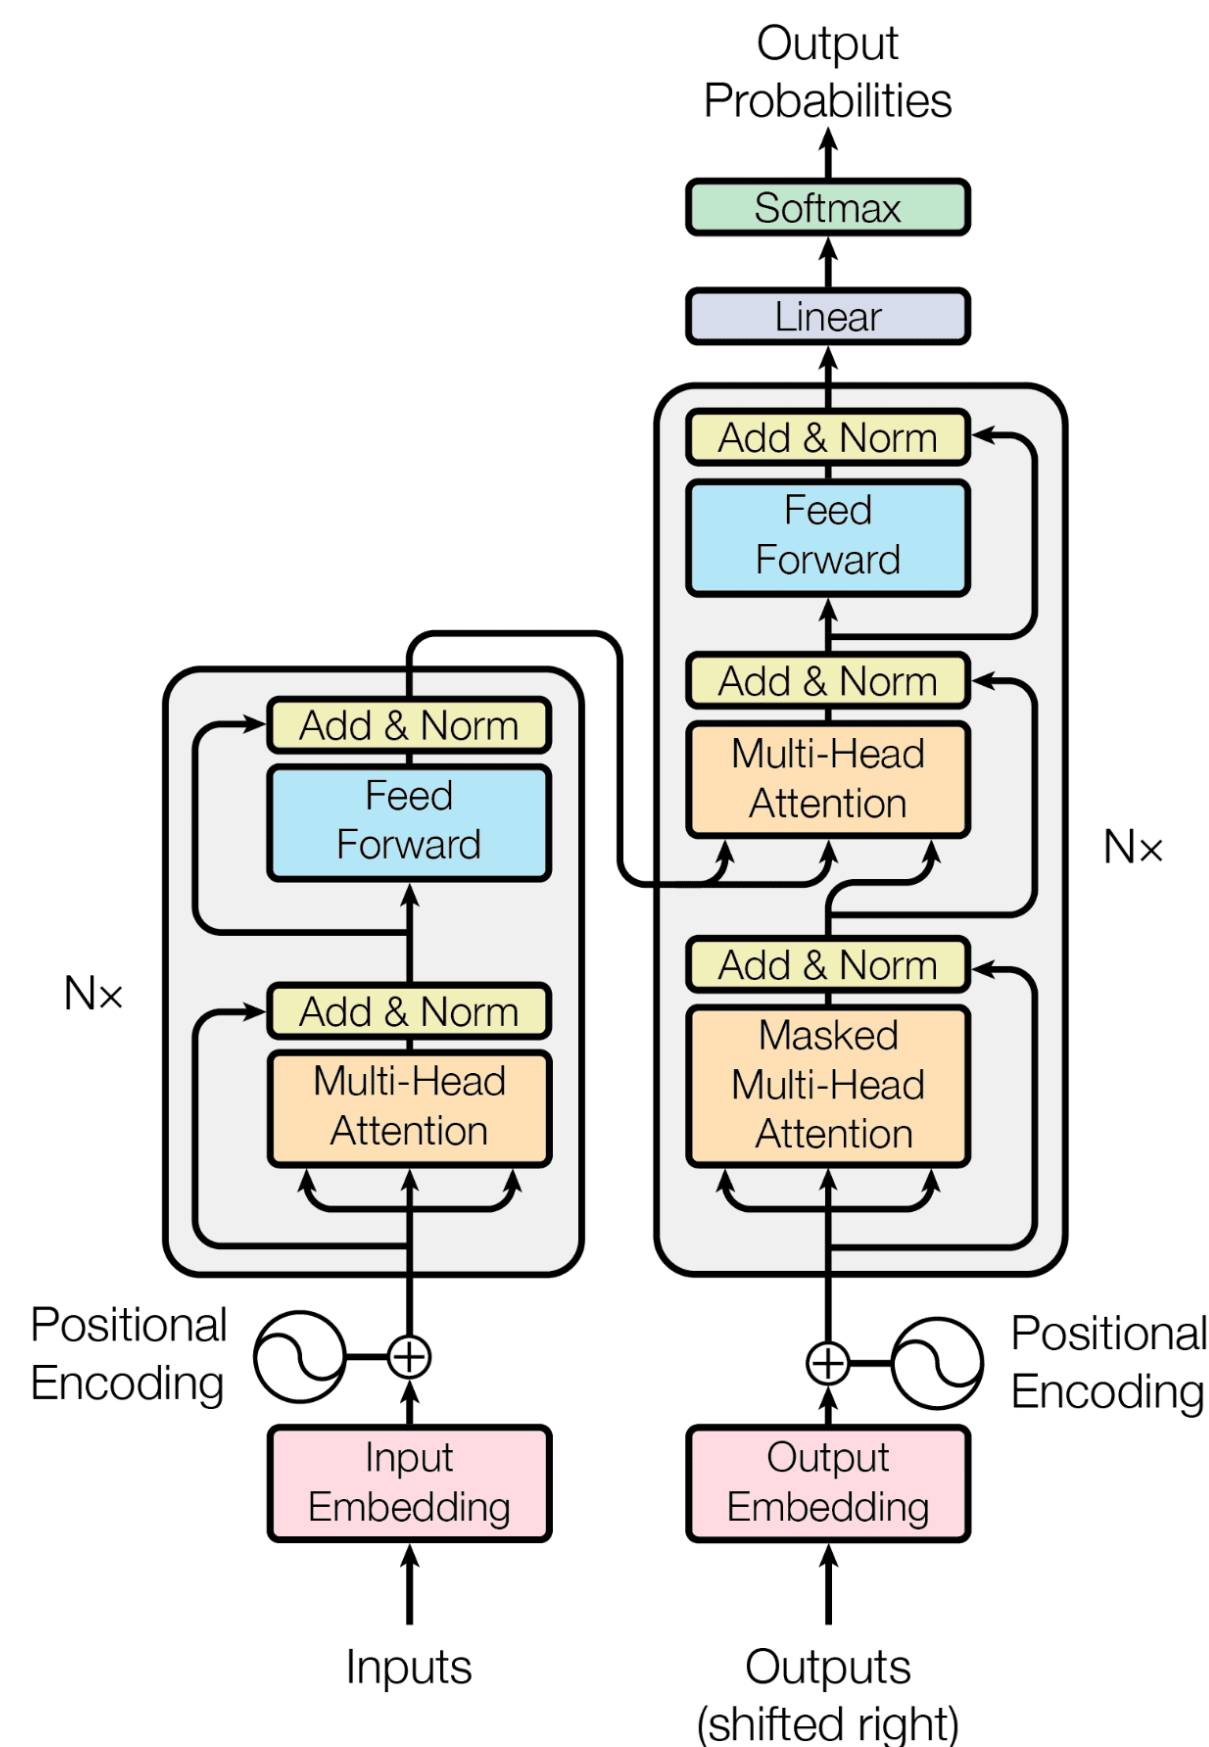 Output
Probabilities
Softmax
Linear
Add & Norm
Feed
Forward
Add & Norm
Multi-Head
Attention
Add & Norm
Masked
Multi-Head
Attention
N×
Add & Norm
Feed
Forward
Add & Norm
Multi-Head
Attention
N×
Positional
Encoding
Positional
Encoding
Input
Embedding
Output
Embedding
Inputs
Outputs
(shifted right)